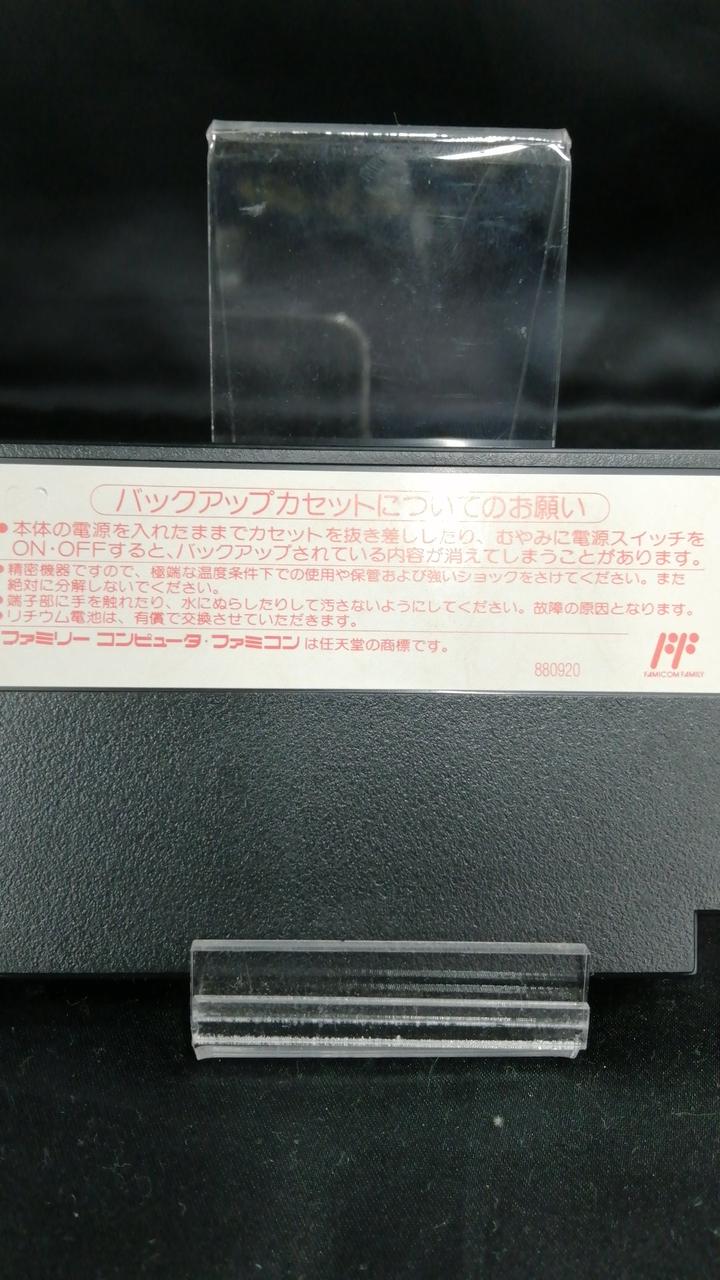 バックアップカセットについてのお願い
●本体の電源を入れたままでカセットを抜き差ししたり、むやみに電源スイッチを
ON・OFFすると、バックアップされている内容が消えてしまうことがあります。
●精密機器ですので、極端な温度条件下での使用や保管および強いショックをさけてください。また
絶対に分解しないでください。
●端子部に手を触れたり、水にぬらしたりして汚さないようにしてください。故障の原因となります。
●リチウム電池は、有償で交換させていただきます。
ファミリー コンピュータ・ファミコンは任天堂の商標です。
880920
FAMICOM FAMILY